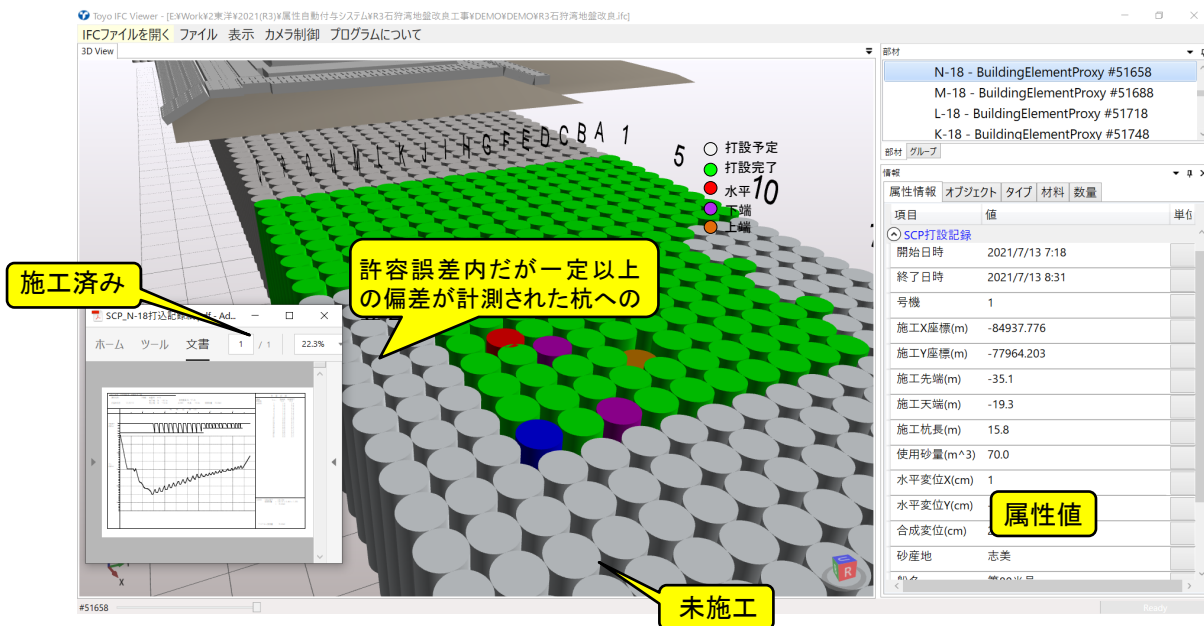 Toyo IFC Viewer - [E:¥Work¥2東洋¥2021(R3)¥属性自動付与システム¥R3石狩湾地盤改良工事¥DEMO¥DEMO¥R3石狩湾地盤改良.ifc]
IFCファイルを開く ファイル 表示 カメラ制御 プログラムについて
3D View
N M L K J I H G F E D C B A 1
5
10
打設予定
打設完了
水平
下端
上端
施工済み
許容誤差内だが一定以上
の偏差が計測された杭への
SCP_N-18打込記録
df - Ad...
ホーム ツール 文書 1 / 1 22.3%
未施工
X
R
#51658
部材
N-18 - BuildingElementProxy #51658
M-18 - BuildingElementProxy #51688
L-18 - BuildingElementProxy #51718
K-18 - BuildingElementProxy #51748
部材 グループ
情報
属性情報 オブジェクト タイプ 材料 数量
項目 値 単位
SCP打設記録
開始日時 2021/7/13 7:18
終了日時 2021/7/13 8:31
号機 1
施工X座標(m) -84937.776
施工Y座標(m) -77964.203
施工先端(m) -35.1
施工天端(m) -19.3
施工杭長(m) 15.8
使用砂量(m^3) 70.0
水平変位X(cm) 1
水平変位Y(cm)
合成変位(cm) 2
属性値
砂産地 志美
Ready